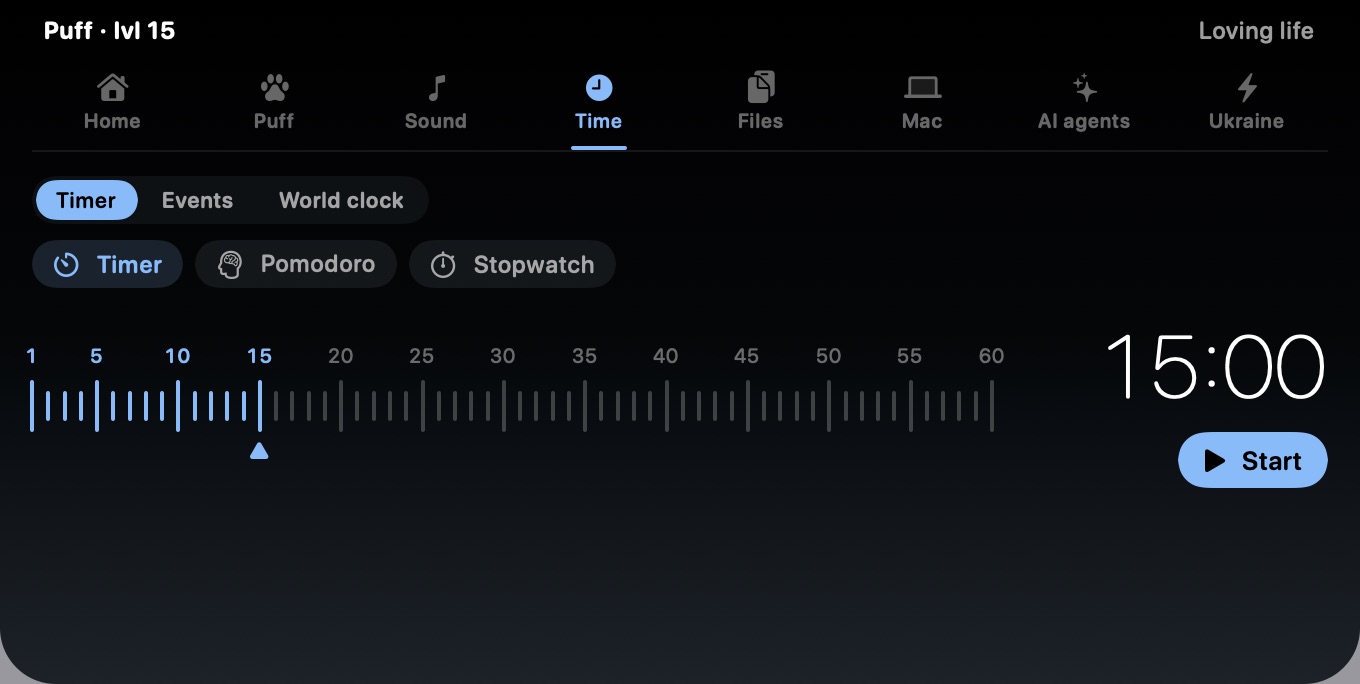 Puff · lvl 15
Loving life
Home Puff Sound Time Files Mac AI agents Ukraine
Timer Events World clock
Timer Pomodoro Stopwatch
1 5 10 15 20 25 30 35 40 45 50 55 60
15:00
Start